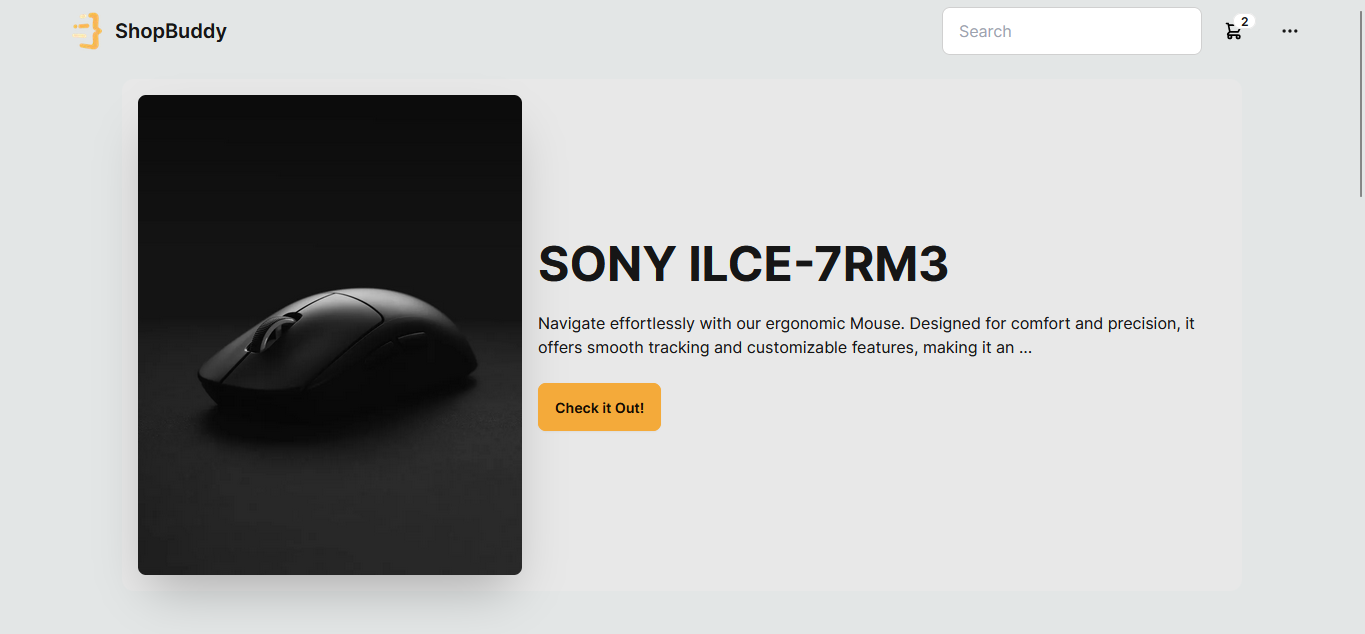 ShopBuddy
Search
2
SONY ILCE-7RM3
Navigate effortlessly with our ergonomic Mouse. Designed for comfort and precision, it
offers smooth tracking and customizable features, making it an ...
Check it Out!